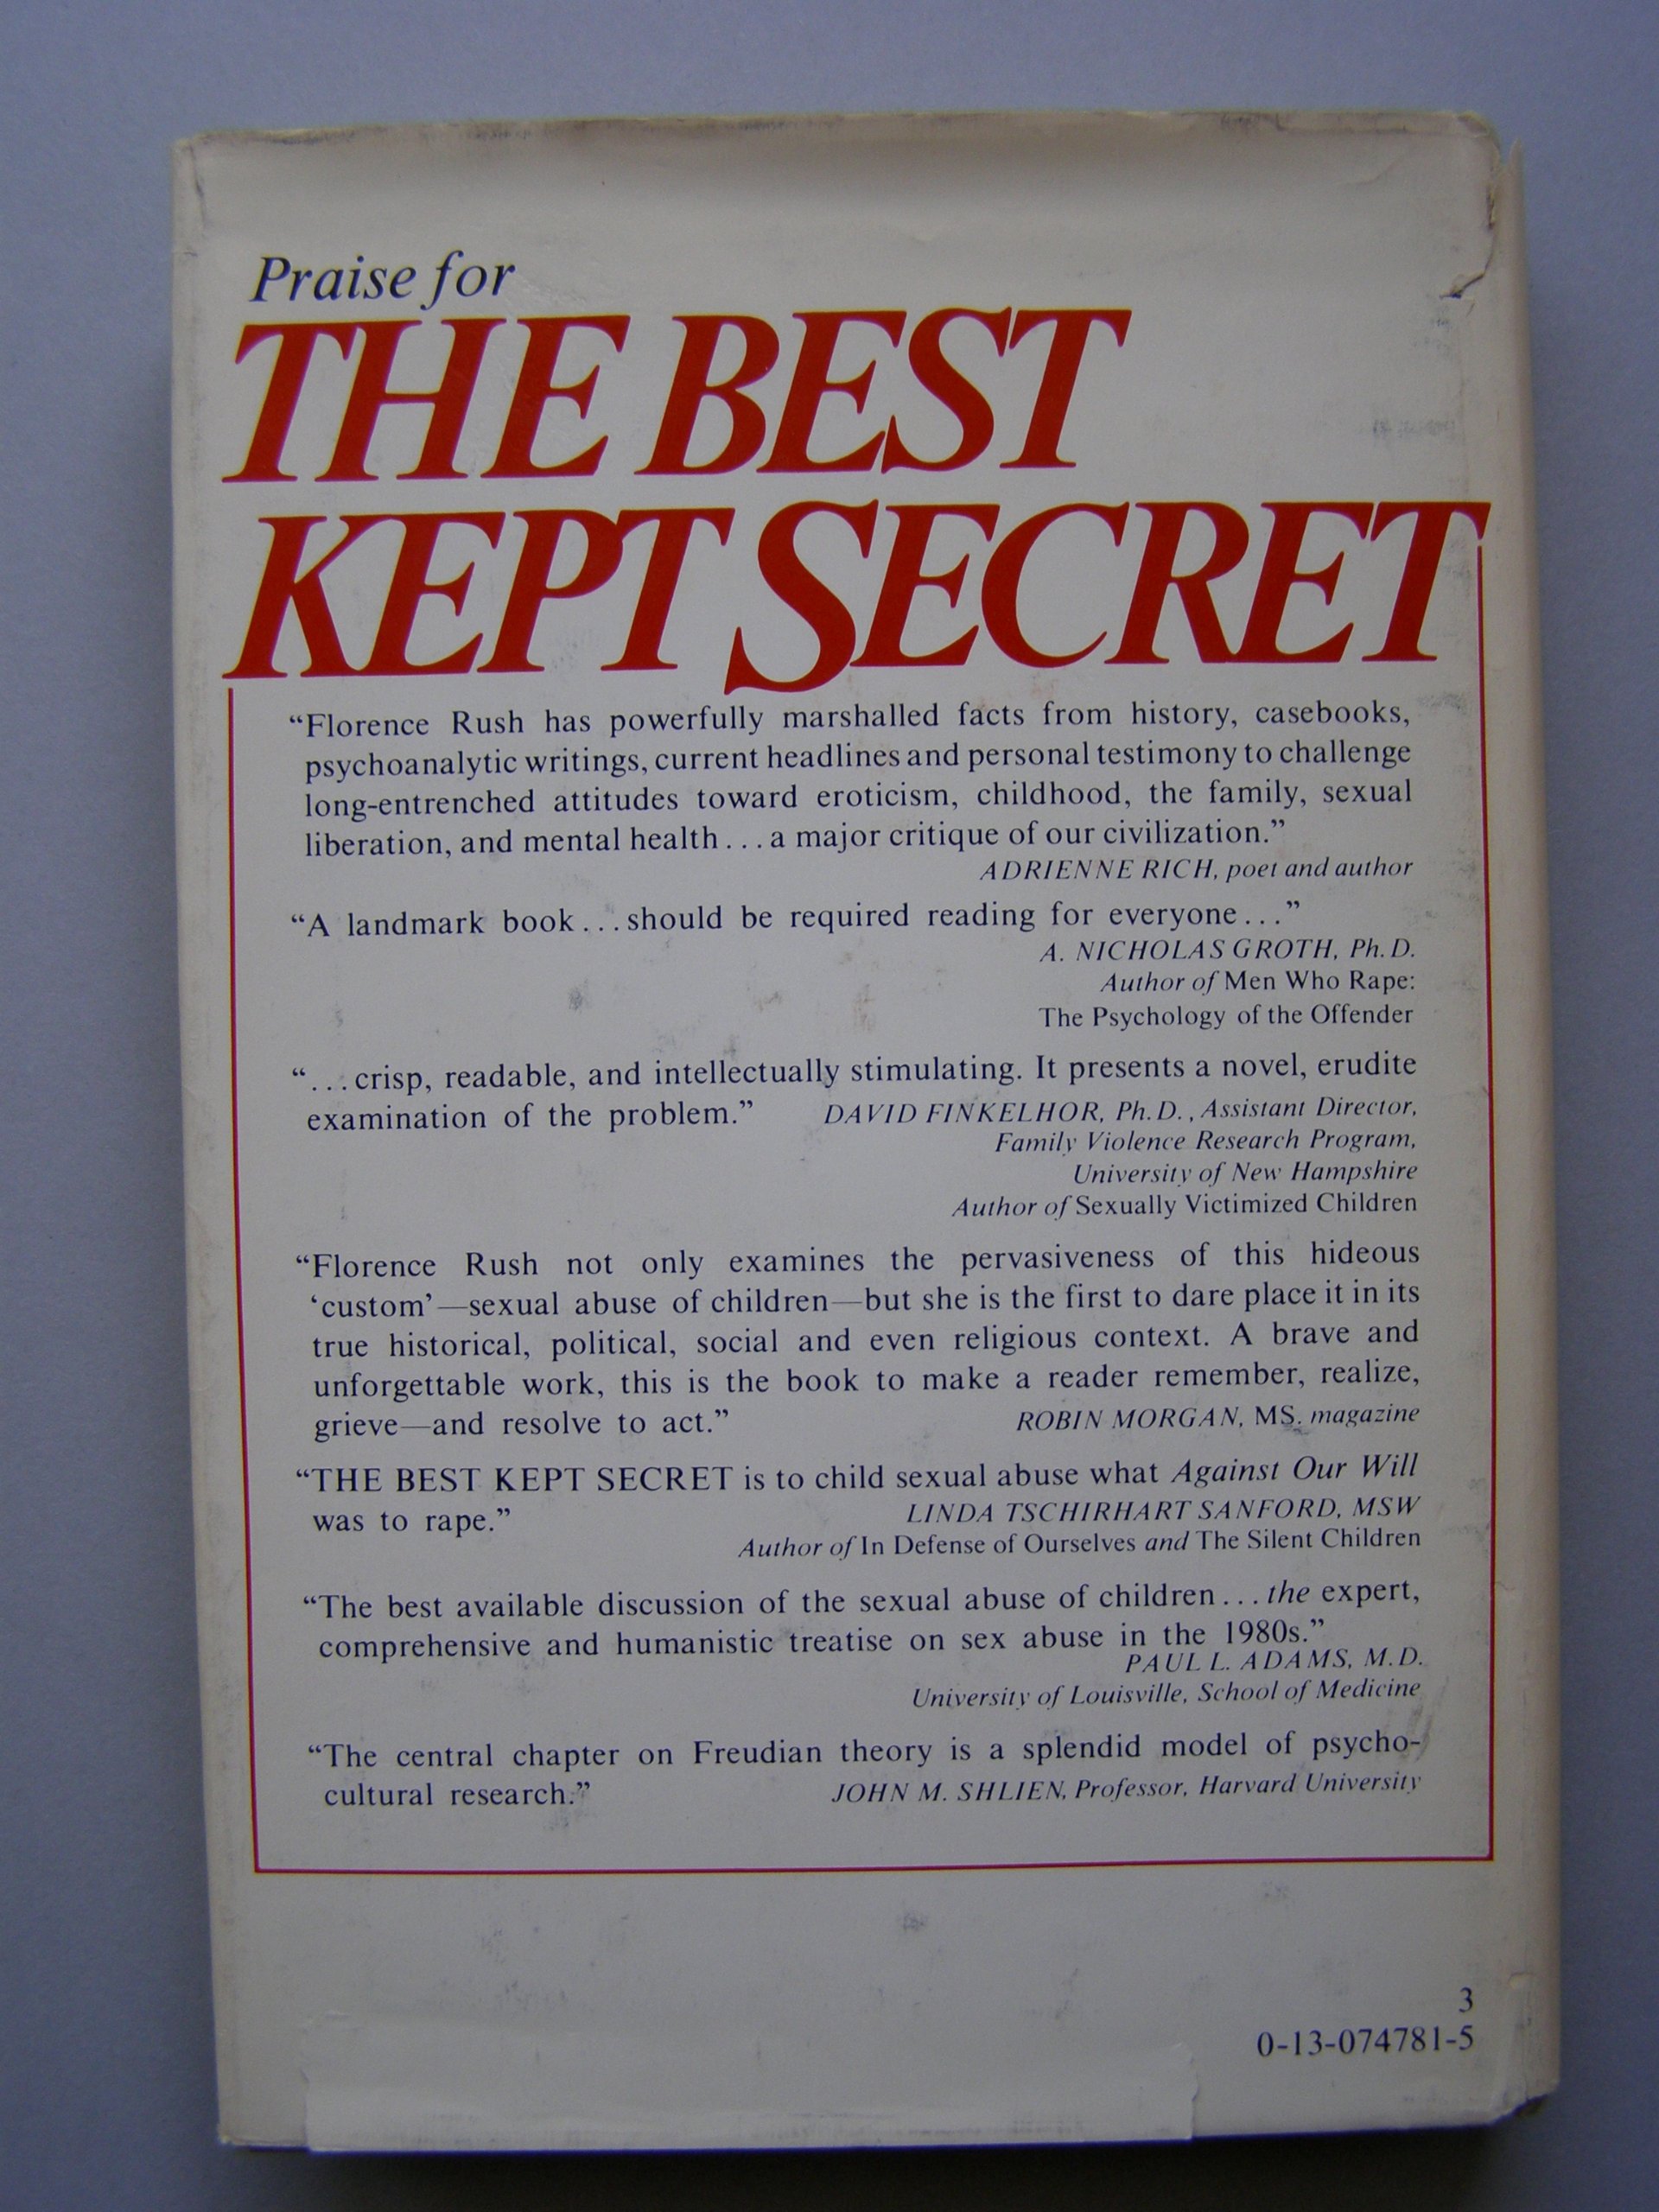 Praise for
THE BEST
KEPT SECRET
“Florence Rush has powerfully marshalled facts from history, casebooks,
psychoanalytic writings, current headlines and personal testimony to challenge
long-entrenched attitudes toward eroticism, childhood, the family, sexual
liberation, and mental health . . . a major critique of our civilization.”
ADRIENNE RICH, poet and author
“A landmark book . . . should be required reading for everyone . . .”
A. NICHOLAS GROTH, Ph.D.
Author of Men Who Rape:
The Psychology of the Offender
“. . . crisp, readable, and intellectually stimulating. It presents a novel, erudite
examination of the problem.” DAVID FINKELHOR, Ph.D., Assistant Director,
Family Violence Research Program,
University of New Hampshire
Author of Sexually Victimized Children
“Florence Rush not only examines the pervasiveness of this hideous
‘custom’—sexual abuse of children—but she is the first to dare place it in its
true historical, political, social and even religious context. A brave and
unforgettable work, this is the book to make a reader remember, realize,
grieve—and resolve to act.” ROBIN MORGAN, MS. magazine
“THE BEST KEPT SECRET is to child sexual abuse what Against Our Will
was to rape.” LINDA TSCHIRHART SANFORD, MSW
Author of In Defense of Ourselves and The Silent Children
“The best available discussion of the sexual abuse of children . . . the expert,
comprehensive and humanistic treatise on sex abuse in the 1980s.”
PAUL L. ADAMS, M.D.
University of Louisville, School of Medicine
“The central chapter on Freudian theory is a splendid model of psycho-
cultural research.” JOHN M. SHLIEN, Professor, Harvard University
3
0-13-074781-5